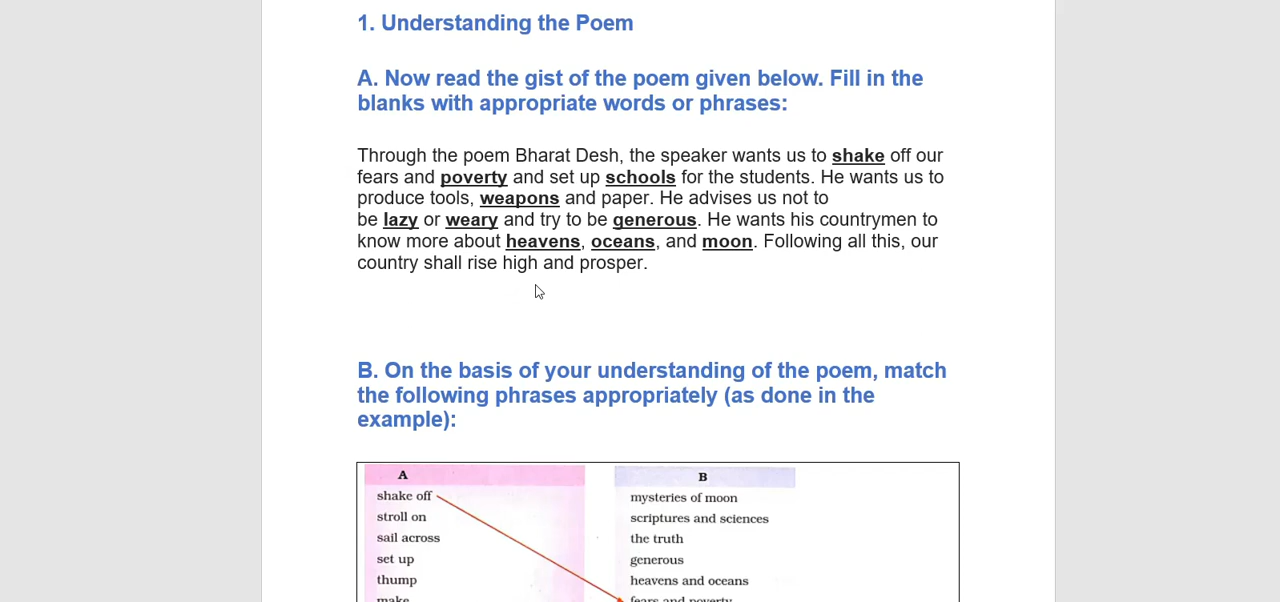 1. Understanding the Poem
A. Now read the gist of the poem given below. Fill in the
blanks with appropriate words or phrases:
Through the poem Bharat Desh, the speaker wants us to shake off our
fears and poverty and set up schools for the students. He wants us to
produce tools, weapons and paper. He advises us not to
be lazy or weary and try to be generous. He wants his countrymen to
know more about heavens, oceans, and moon. Following all this, our
country shall rise high and prosper.
B. On the basis of your understanding of the poem, match
the following phrases appropriately (as done in the
example):
A
shake off
stroll on
sail across
set up
thump
make
B
mysteries of moon
scriptures and sciences
the truth
generous
heavens and oceans
fears and poverty